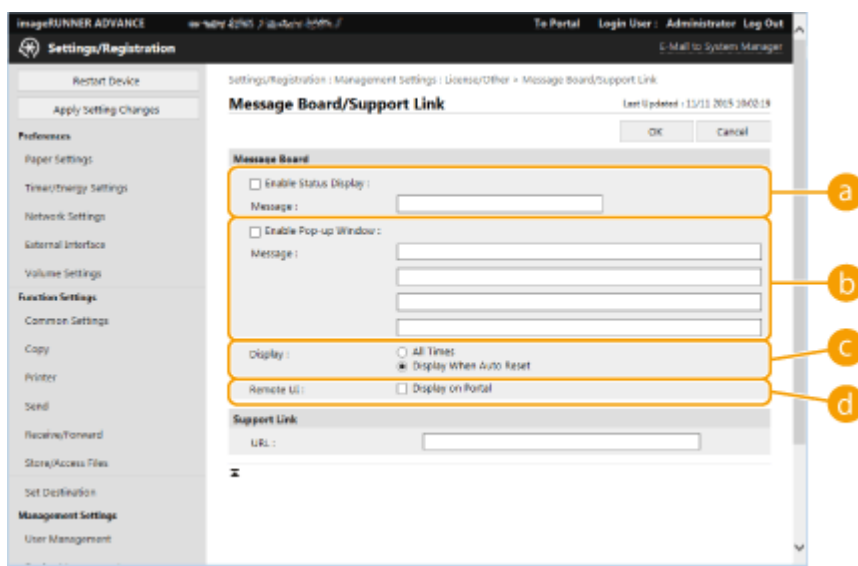 imageRUNNER ADVANCE To Portal Login User : Administrator Log Out
Settings/Registration E-Mail to System Manager
Restart Device
Apply Setting Changes
Preferences
Paper Settings
Timer/Energy Settings
Network Settings
External Interface
Volume Settings
Function Settings
Common Settings
Copy
Printer
Send
Receive/Forward
Store/Access Files
Set Destination
Management Settings
User Management
Settings/Registration : Management Settings : License/Other > Message Board/Support Link
Message Board/Support Link Last Updated : 11/11 2015 10:02:19
OK Cancel
Message Board
Enable Status Display :
Message :
a
Enable Pop-up Window :
Message :
b
Display : All Times
Display When Auto Reset
c
Remote UI : Display on Portal
d
Support Link
URL :